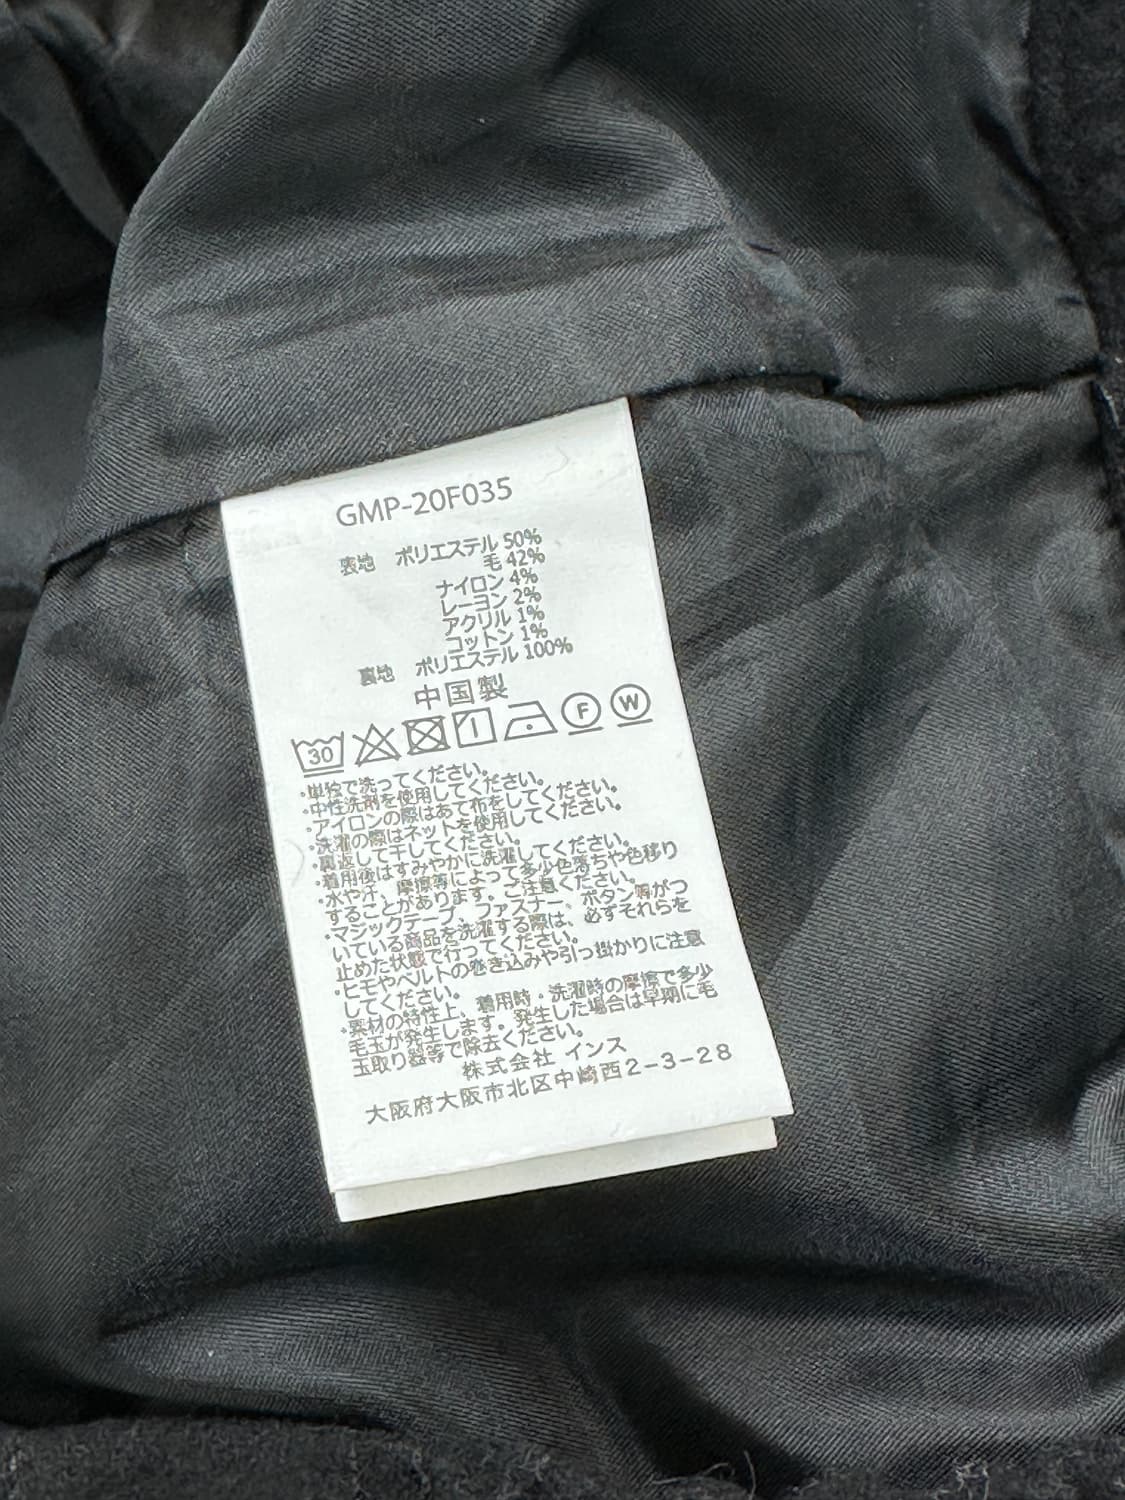 GMP-20F035
表地 ポリエステル 50%
毛 42%
ナイロン 4%
レーヨン 2%
アクリル 1%
コットン 1%
裏地 ポリエステル 100%
中国製
30 F W
・単独で洗ってください。
・中性洗剤を使用してください。
・アイロンの際はあて布をしてください。
・洗濯の際はネットを使用してください。
・裏返して干してください。
・着用後はすみやかに洗濯してください。
・水や汗、摩擦等によって多少色落ちや色移り
することがあります。ご注意ください。
・マジックテープ、ファスナー、ボタン等がつ
いている商品を洗濯する際は、必ずそれらを
止めた状態で行ってください。
・ヒモやベルトの巻き込みや引っ掛かりに注意
してください。
・素材の特性上、着用時・洗濯時の摩擦で多少
毛玉が発生します。発生した場合は早期に毛
玉取り器等で除去ください。
株式会社 インス
大阪府大阪市北区中崎西2-3-28